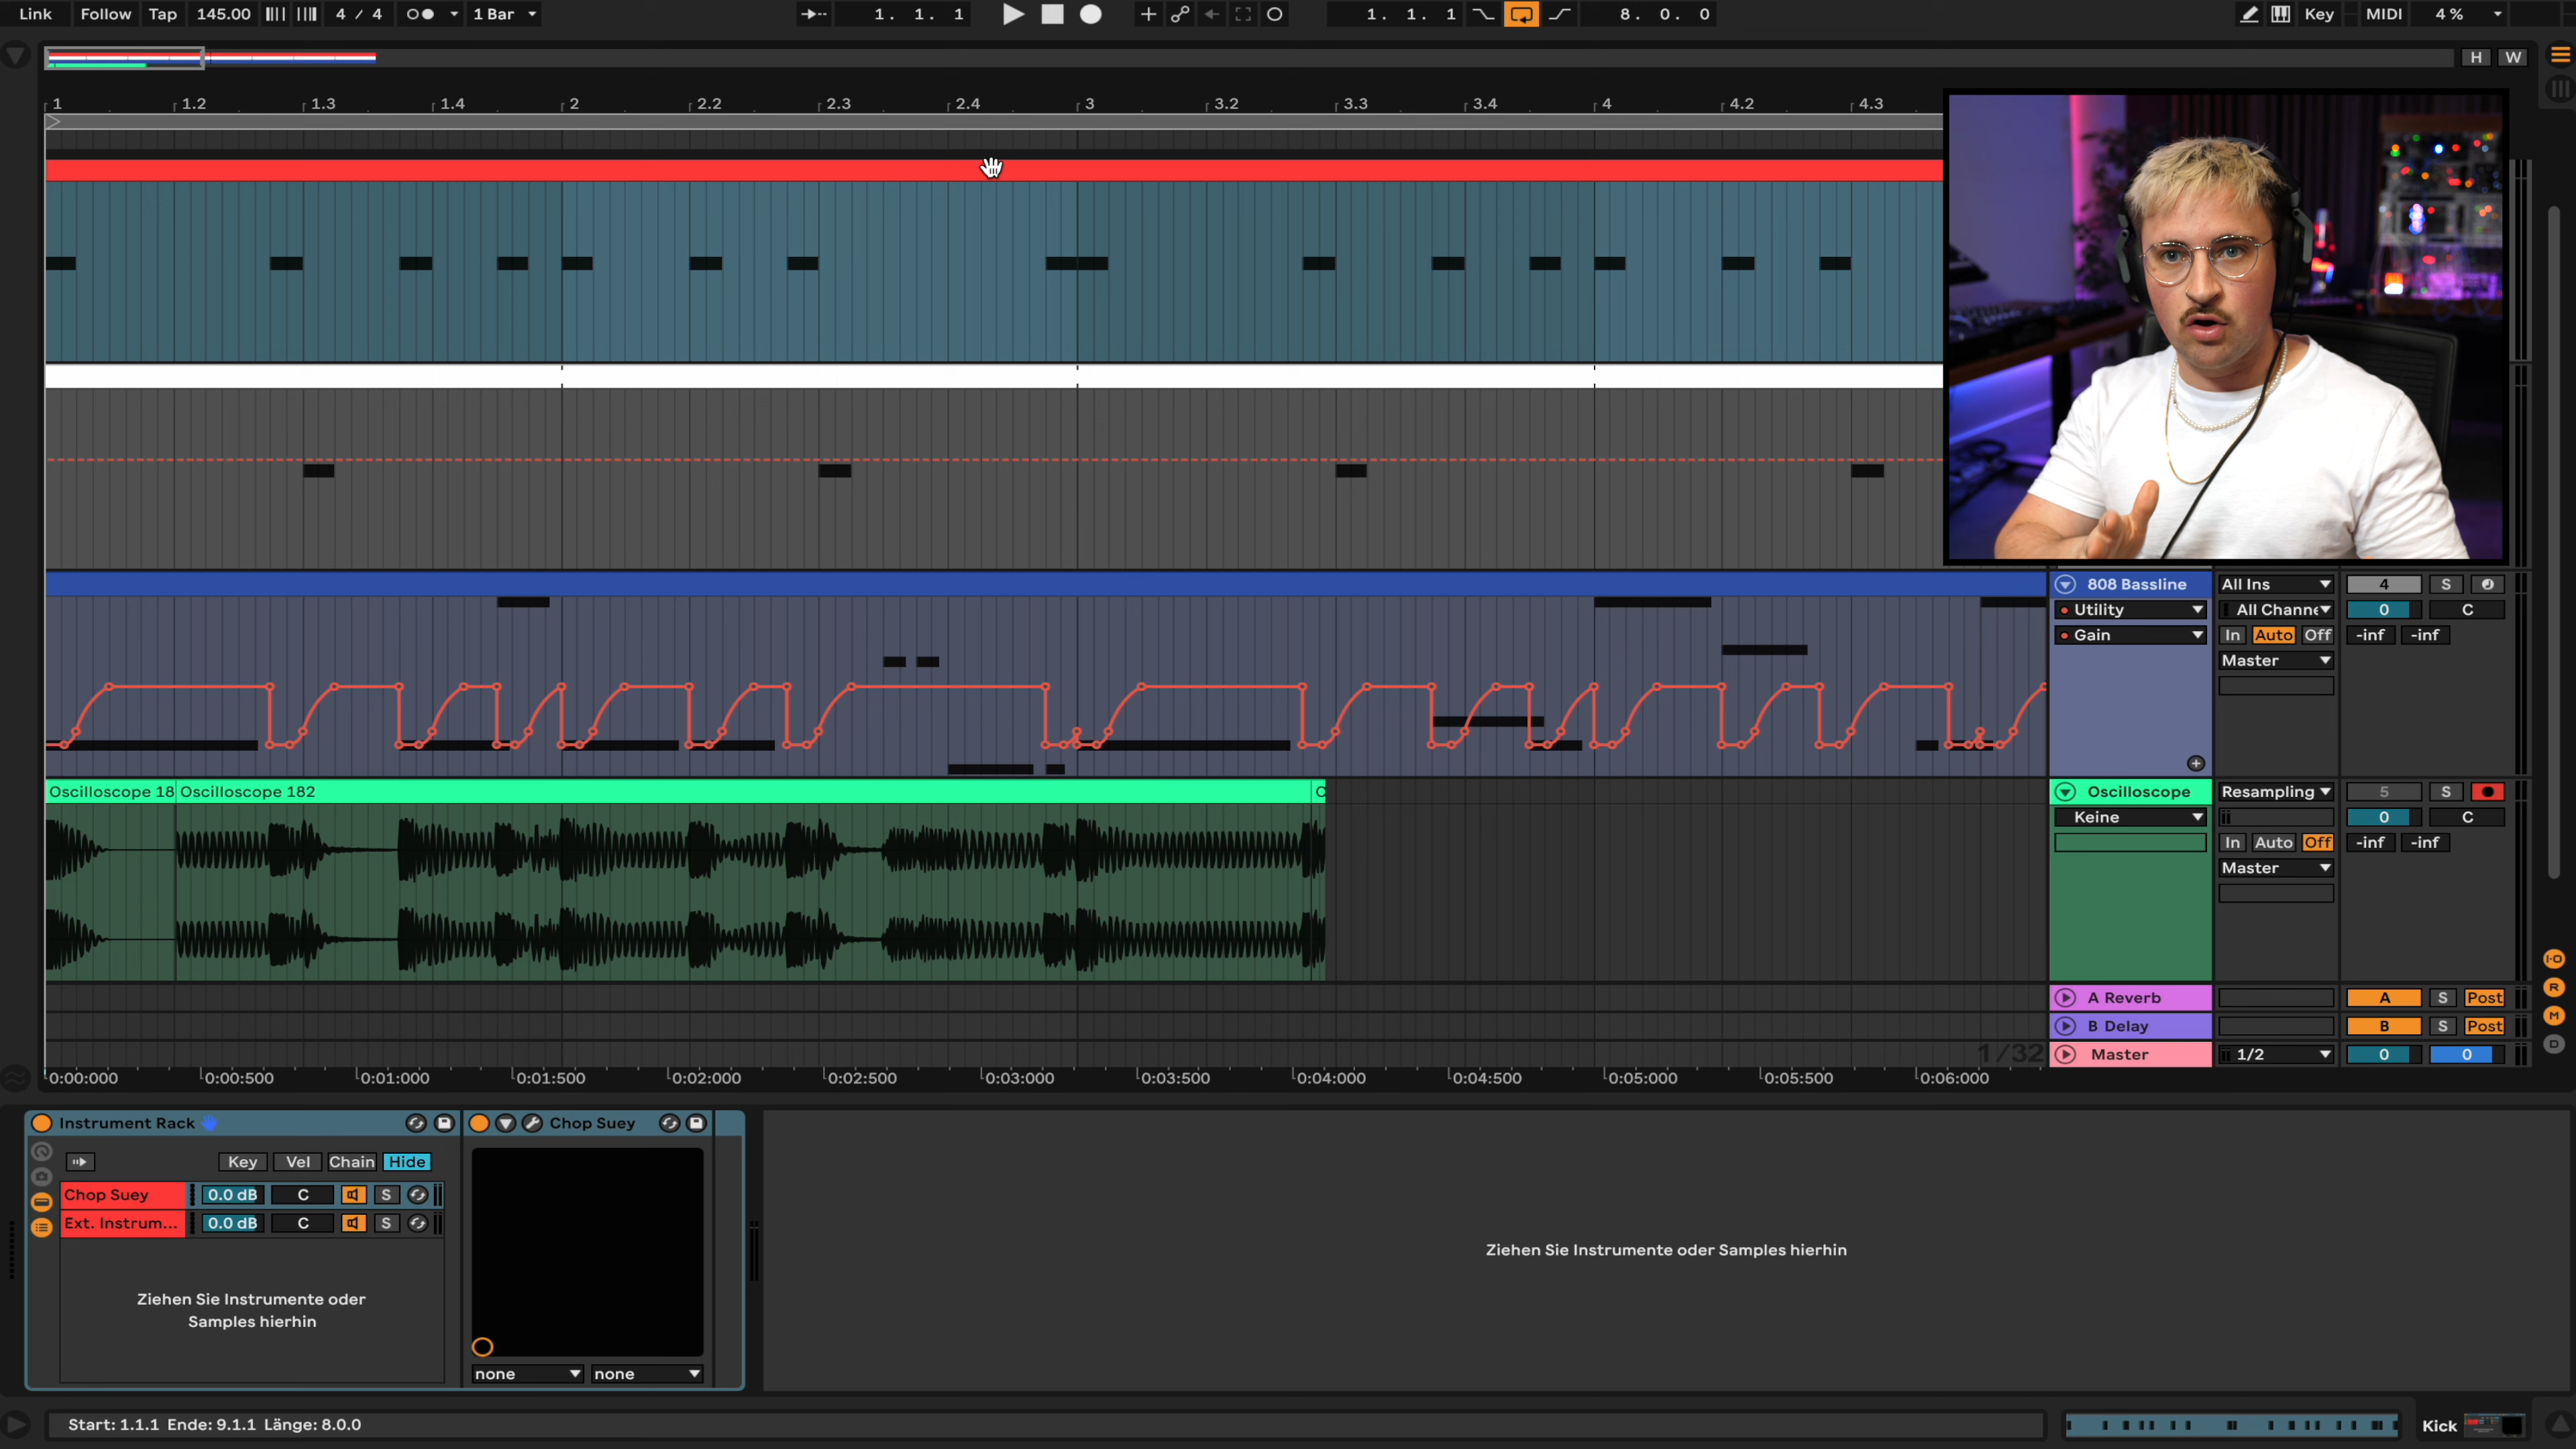 Link Follow Tap 145.00 4 / 4 1 Bar 1. 1. 1 1. 1. 1 8. 0. 0 Key MIDI 4 %
H W
1 1.2 1.3 1.4 2 2.2 2.3 2.4 3 3.2 3.3 3.4 4 4.2 4.3
808 Bassline All Ins 4 S
Utility All Channe 0 C
Gain In Auto Off -inf -inf
Master
Oscilloscope 18 Oscilloscope 182 O Oscilloscope Resampling 5 S
Keine 0 C
In Auto Off -inf -inf
Master
A Reverb A S Post
B Delay B S Post
1/32 Master 1/2 0 0
I-O
R
M
D
0:00:000 0:00:500 0:01:000 0:01:500 0:02:000 0:02:500 0:03:000 0:03:500 0:04:000 0:04:500 0:05:000 0:05:500 0:06:000
Instrument Rack Chop Suey
Key Vel Chain Hide
Chop Suey 0.0 dB C S
Ext. Instrum... 0.0 dB C S
Ziehen Sie Instrumente oder
Samples hierhin
none none
Ziehen Sie Instrumente oder Samples hierhin
Start: 1.1.1 Ende: 9.1.1 Länge: 8.0.0 Kick